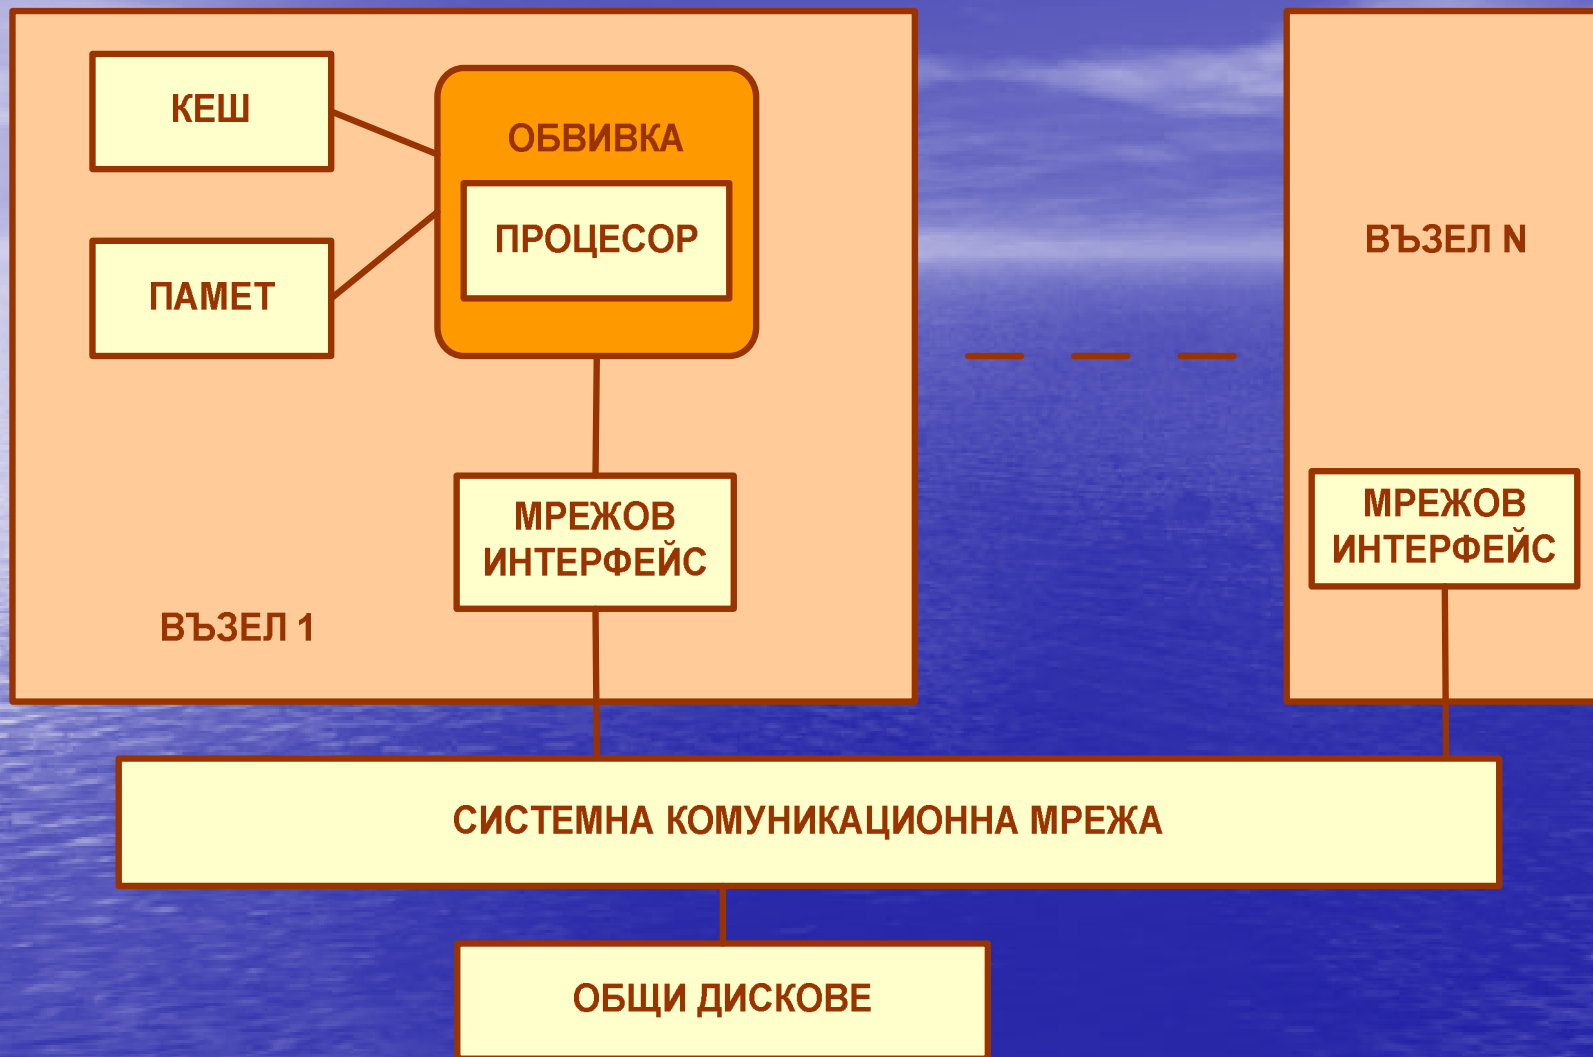 КЕШ
ОБВИВКА
ПРОЦЕСОР
ПАМЕТ
МРЕЖОВ
ИНТЕРФЕЙС
ВЪЗЕЛ 1
ВЪЗЕЛ N
МРЕЖОВ
ИНТЕРФЕЙС
СИСТЕМНА КОМУНИКАЦИОННА МРЕЖА
ОБЩИ ДИСКОВЕ